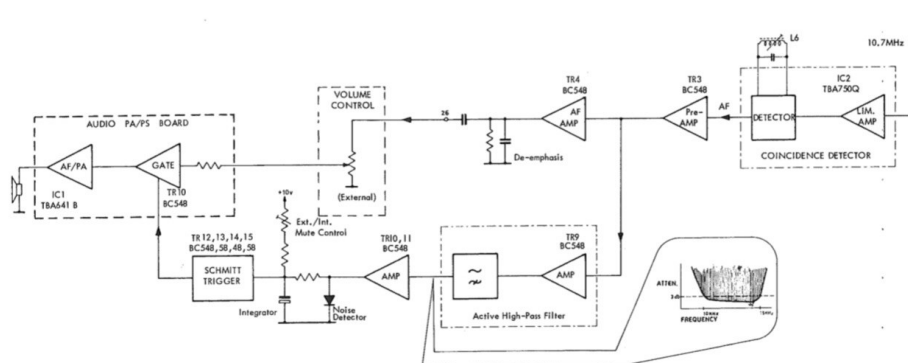 L6
10.7MHz
IC2
TBA750Q
TR4
BC548
TR3
BC548
VOLUME
CONTROL
26
AF
AMP
Pre-
AMP
AF
DETECTOR
LIM.
AMP
COINCIDENCE DETECTOR
De-emphasis
AUDIO PA/PS BOARD
AF/PA
GATE
IC1
TBA641 B
TR10
BC548
(External)
+10v
Ext./Int.
Mute Control
TR12,13,14,15
BC548,58,48,58
SCHMITT
TRIGGER
TR10,11
BC548
AMP
Integrator
Noise
Detector
TR9
BC548
AMP
Active High-Pass Filter
ATTEN.
FREQUENCY